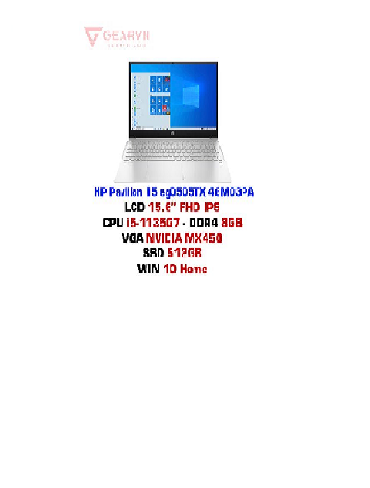 GEARVN
HP Pavilion 15 eg0505TX 46M03PA
LCD 15.6" FHD IPS
CPU i5-1135G7 - DDR4 8GB
VGA NVIDIA MX450
SSD 512GB
WIN 10 Home